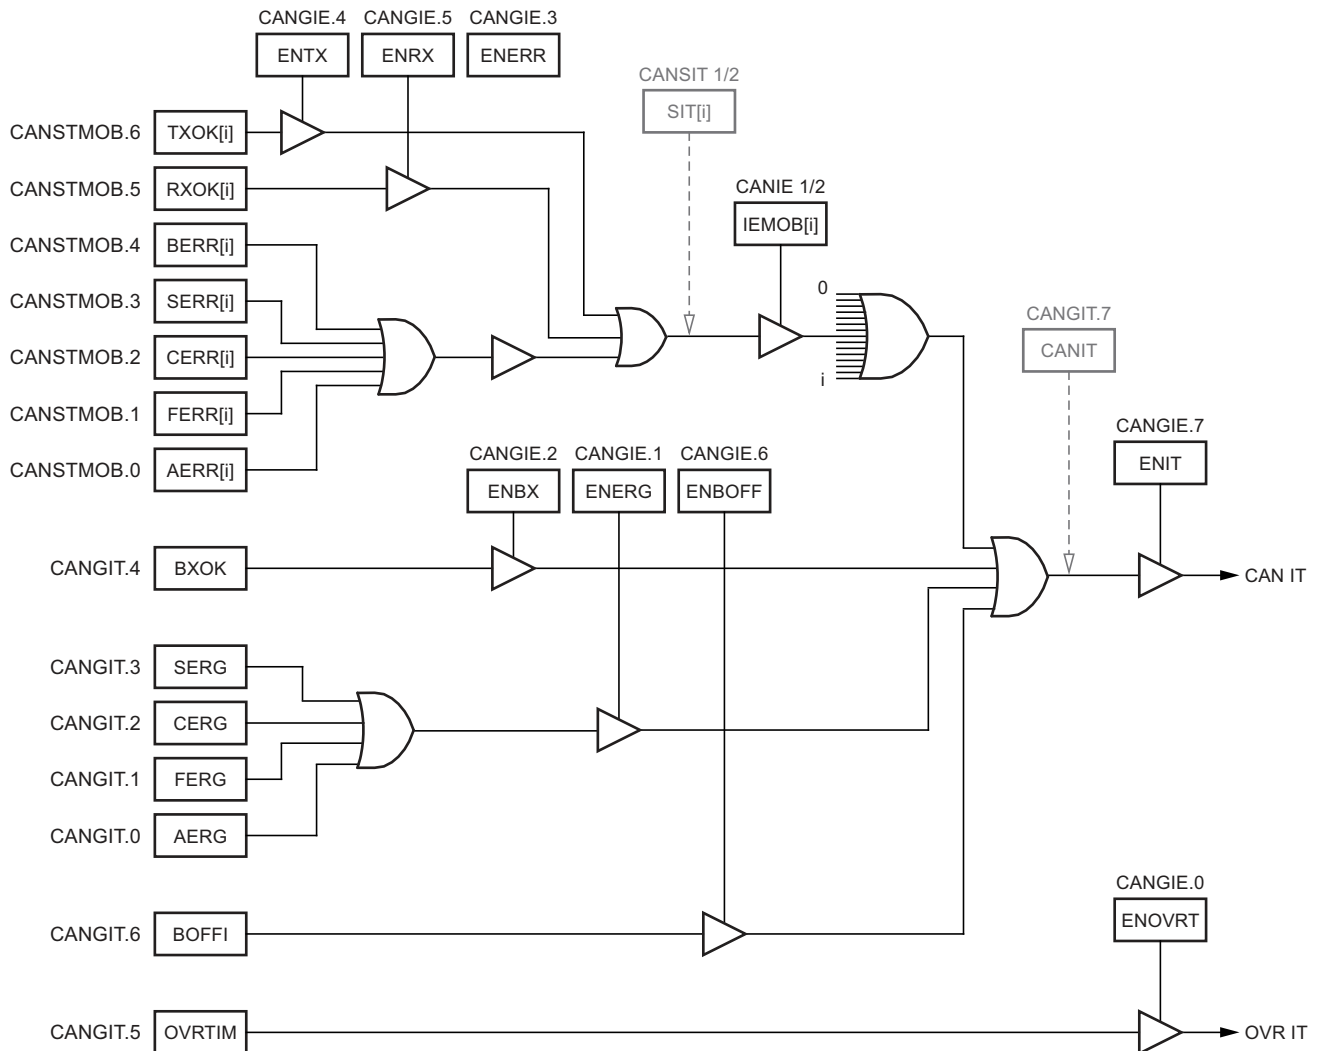 CANGIE.4 CANGIE.5 CANGIE.3
ENTX ENRX ENERR
CANSIT 1/2
SIT[i]
CANSTMOB.6 TXOK[i]
CANSTMOB.5 RXOK[i]
CANIE 1/2
IEMOB[i]
CANSTMOB.4 BERR[i]
CANSTMOB.3 SERR[i]
0
CANGIT.7
CANIT
CANSTMOB.2 CERR[i]
i
CANSTMOB.1 FERR[i]
CANGIE.7
ENIT
CANSTMOB.0 AERR[i]
CANGIE.2 CANGIE.1 CANGIE.6
ENBX ENERG ENBOFF
CANGIT.4 BXOK
CAN IT
CANGIT.3 SERG
CANGIT.2 CERG
CANGIT.1 FERG
CANGIT.0 AERG
CANGIE.0
ENOVRT
CANGIT.6 BOFFI
CANGIT.5 OVRTIM
OVR IT